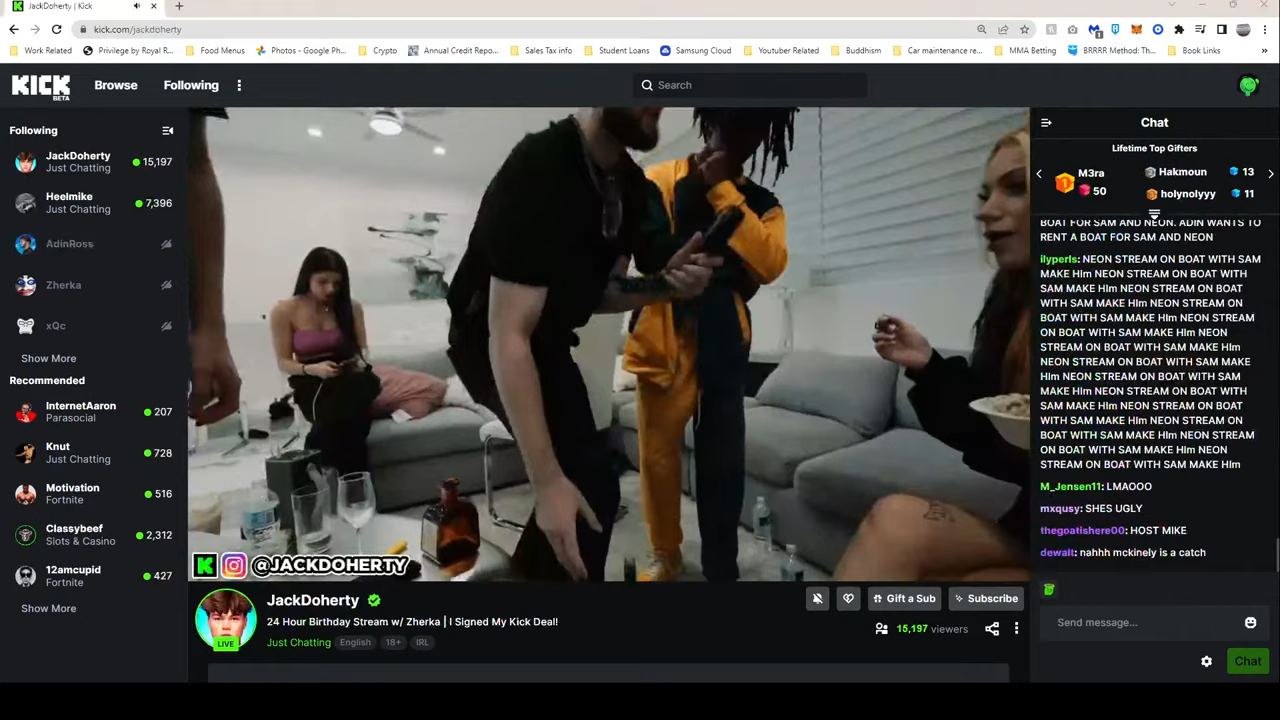 JackDoherty | Kick
kick.com/jackdoherty
Work Related
Privilege by Royal R...
Food Menus
Photos - Google Ph...
Crypto
Annual Credit Repo...
Sales Tax info
Student Loans
Samsung Cloud
Youtuber Related
Buddhism
Car maintenance re...
MMA Betting
BRRRR Method: Th...
Book Links
KICK
BETA
Browse
Following
Search
Following
JackDoherty
Just Chatting
15,197
Heelmike
Just Chatting
7,396
AdinRoss
Zherka
xQc
Show More
Recommended
InternetAaron
Parasocial
207
Knut
Just Chatting
728
Motivation
Fortnite
516
Classybeef
Slots & Casino
2,312
12amcupid
Fortnite
427
Show More
K
@JACKDOHERTY
LIVE
JackDoherty
24 Hour Birthday Stream w/ Zherka | I Signed My Kick Deal!
Just Chatting
English
18+
IRL
Gift a Sub
Subscribe
15,197 viewers
Chat
Lifetime Top Gifters
1
M3ra
50
Hakmoun
13
holynolyyy
11
BOAT FOR SAM AND NEON. ADIN WANTS TO
RENT A BOAT FOR SAM AND NEON
ilyperls: NEON STREAM ON BOAT WITH SAM
MAKE HIm NEON STREAM ON BOAT WITH
SAM MAKE HIm NEON STREAM ON BOAT
WITH SAM MAKE HIm NEON STREAM ON
BOAT WITH SAM MAKE HIm NEON STREAM
ON BOAT WITH SAM MAKE HIm NEON
STREAM ON BOAT WITH SAM MAKE HIm
NEON STREAM ON BOAT WITH SAM MAKE
HIm NEON STREAM ON BOAT WITH SAM
MAKE HIm NEON STREAM ON BOAT WITH
SAM MAKE HIm NEON STREAM ON BOAT
WITH SAM MAKE HIm NEON STREAM ON
BOAT WITH SAM MAKE HIm NEON STREAM
ON BOAT WITH SAM MAKE HIm NEON
STREAM ON BOAT WITH SAM MAKE HIm
M_Jensen11: LMAOOO
mxqusy: SHES UGLY
thegoatishere00: HOST MIKE
dewalt: nahhh mckinely is a catch
Send message...
Chat